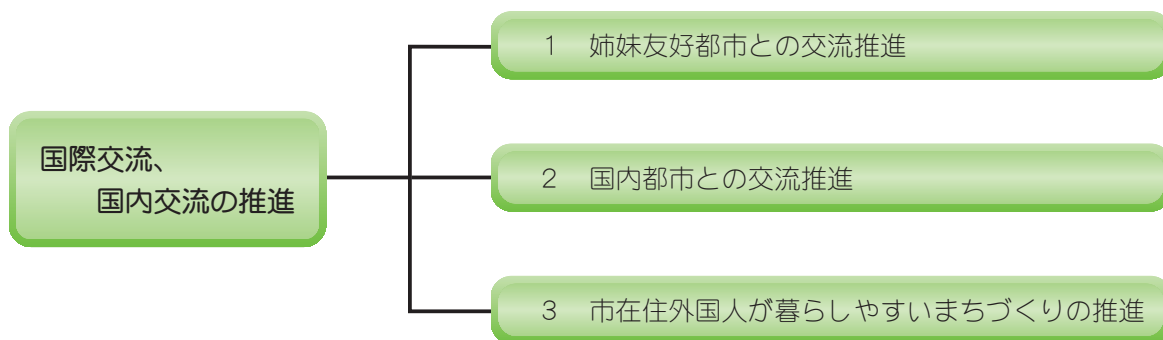 国際交流、
国内交流の推進
1 姉妹友好都市との交流推進
2 国内都市との交流推進
3 市在住外国人が暮らしやすいまちづくりの推進